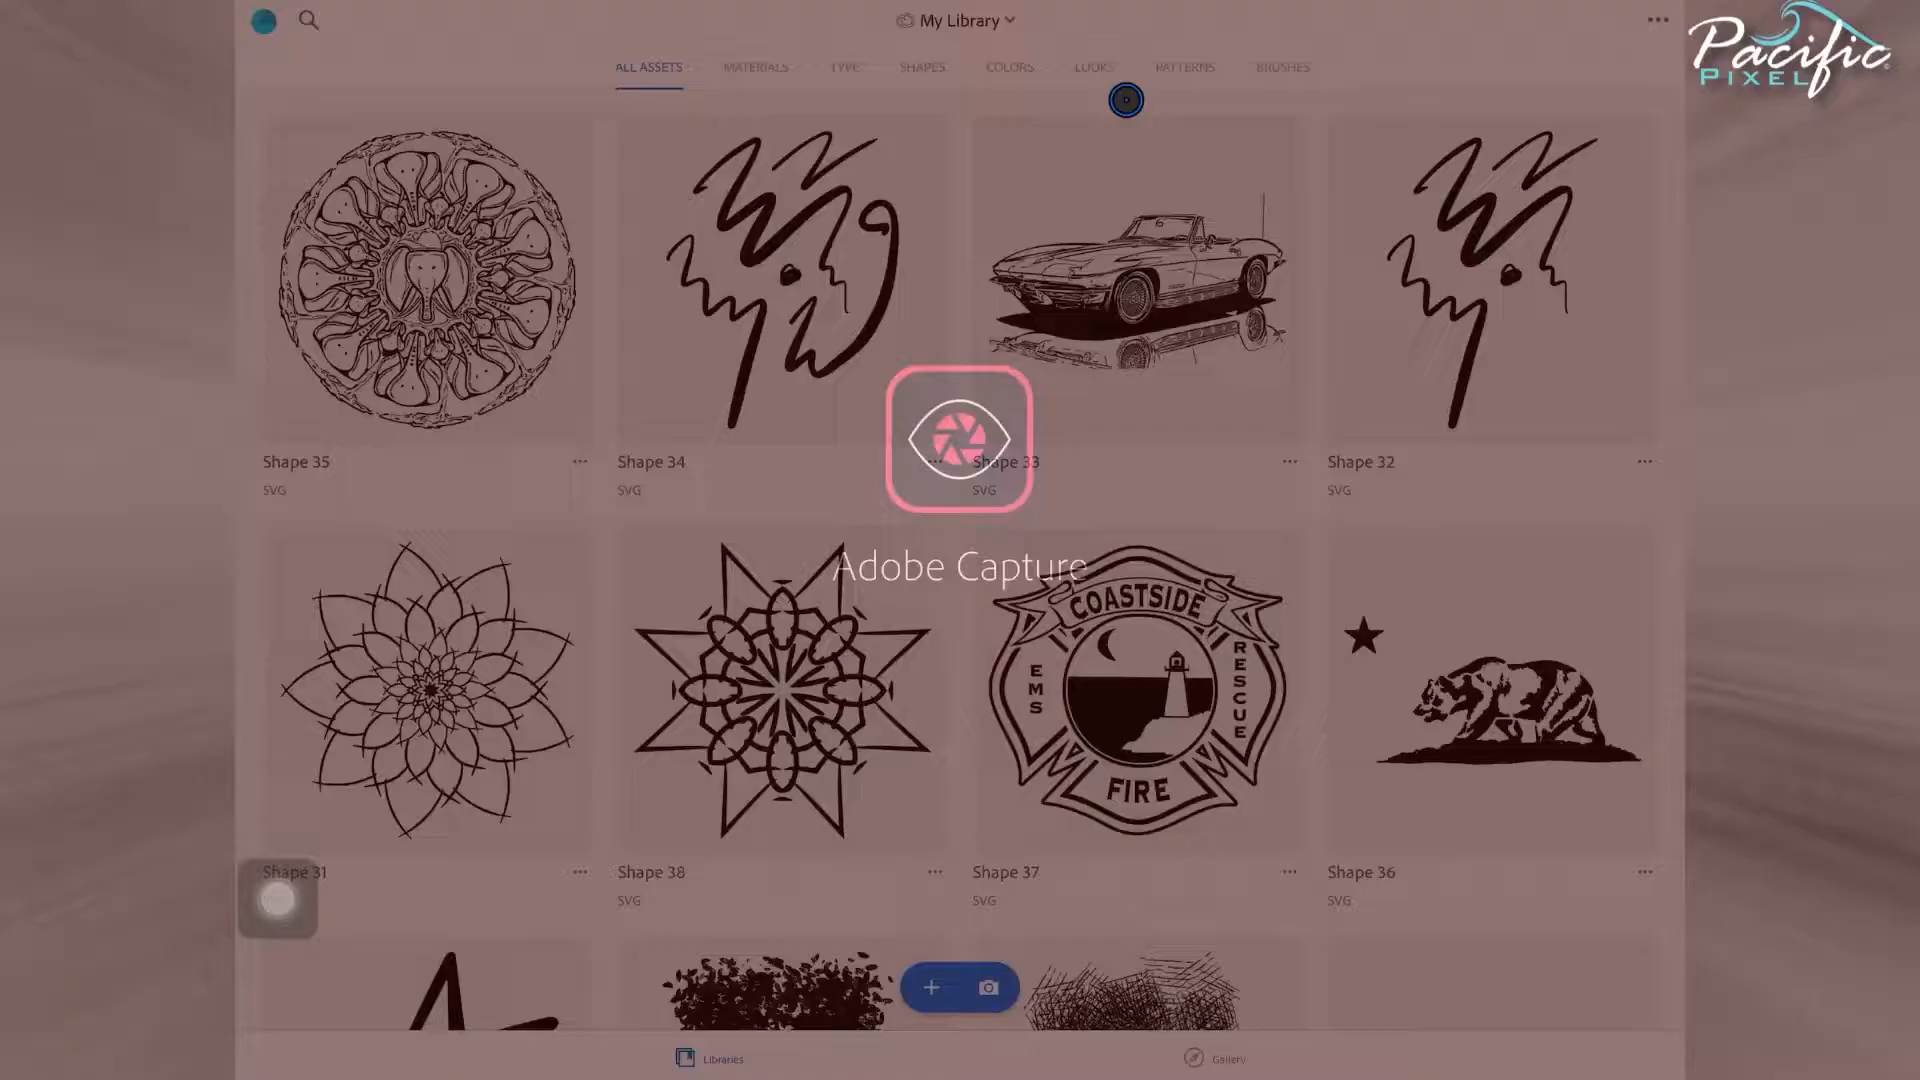 My Library
Pacific
PIXEL
ALL ASSETS
MATERIALS
TYPE
SHAPES
COLORS
LOOKS
PATTERNS
BRUSHES
Shape 35
SVG
Shape 34
SVG
Shape 33
SVG
Shape 32
SVG
Adobe Capture
COASTSIDE
EMS
RESCUE
FIRE
Shape 31
Shape 38
SVG
Shape 37
SVG
Shape 36
SVG
Libraries
Gallery